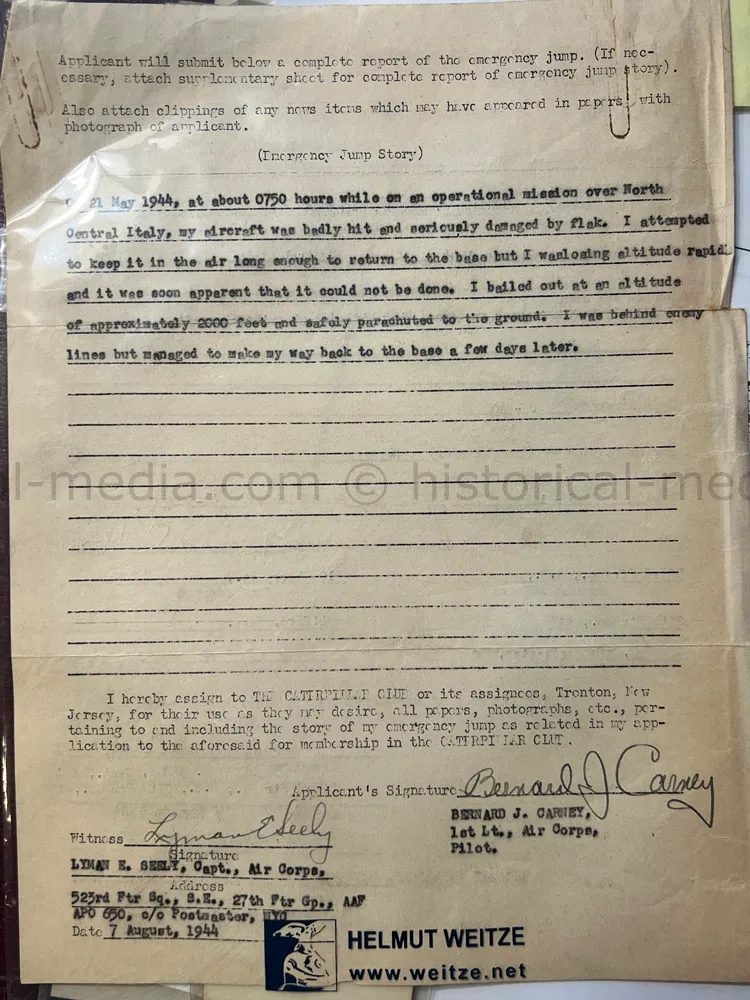 Applicant will submit below a complete report of the emergency jump. (If nec-
essary, attach supplementary sheet for complete report of emergency jump story).
Also attach clippings of any news items which may have appeared in papers, with
photograph of applicant.
(Emergency Jump Story)
21 May 1944, at about 0750 hours while on an operational mission over North
Central Italy, my aircraft was badly hit and seriously damaged by flak. I attempted
to keep it in the air long enough to return to the base but I waslosing altitude rapid
and it was soon apparent that it could not be done. I bailed out at an altitude
of approximately 2000 feet and safely parachuted to the ground. I was behind enemy
lines but managed to make my way back to the base a few days later.
l-media.com © historical-med
I hereby assign to THE CATERPILLAR CLUB or its assignees, Trenton, New
Jersey, for their use as they may desire, all papers, photographs, etc., per-
taining to and including the story of my emergency jump as related in my app-
lication to the aforesaid for membership in the CATERPILLAR CLUB.
Applicant's Signature Bernard J Carney
BERNARD J. CARNEY,
1st Lt., Air Corps,
Pilot.
Witness Lyman E Seely
Signature
LYMAN E. SEELY, Capt., Air Corps,
Address
523rd Ftr Sq., S.E., 27th Ftr Gp., AAF
APO 650, c/o Postmaster, NYC
Date 7 August, 1944
HELMUT WEITZE
www.weitze.net